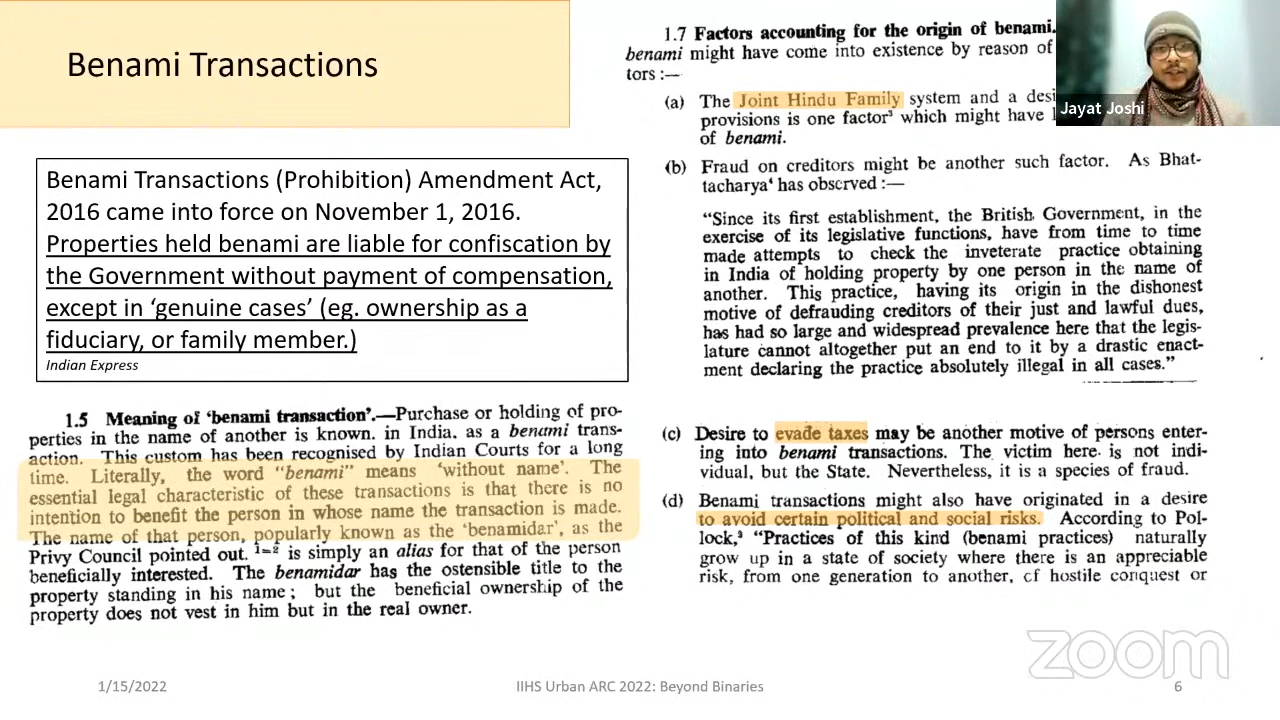 Benami Transactions
Benami Transactions (Prohibition) Amendment Act,
2016 came into force on November 1, 2016.
Properties held benami are liable for confiscation by
the Government without payment of compensation,
except in ‘genuine cases’ (eg. ownership as a
fiduciary, or family member.)
Indian Express
1.5 Meaning of ‘benami transaction’.—Purchase or holding of pro-
perties in the name of another is known. in India. as a benami trans-
action. This custom has been recognised by Indian Courts for a long
time. Literally, the word “benami” means ‘without name’. The
essential legal characteristic of these transactions is that there is no
intention to benefit the person in whose name the transaction is made.
The name of that person, popularly known as the ‘benamidar’, as the
Privy Council pointed out. 1-2 is simply an alias for that of the person
beneficially interested. The benamidar has the ostensible title to the
property standing in his name; but the beneficial ownership of the
property does not vest in him but in the real owner.
1.7 Factors accounting for the origin of benami.
benami might have come into existence by reason of
tors :—
(a) The Joint Hindu Family system and a desi
provisions is one factor³ which might have
of benami.
(b) Fraud on creditors might be another such factor. As Bhat-
tacharya⁴ has observed :—
“Since its first establishment, the British Government, in the
exercise of its legislative functions, have from time to time
made attempts to check the inveterate practice obtaining
in India of holding property by one person in the name of
another. This practice, having its origin in the dishonest
motive of defrauding creditors of their just and lawful dues,
has had so large and widespread prevalence here that the legis-
lature cannot altogether put an end to it by a drastic enact-
ment declaring the practice absolutely illegal in all cases.”
(c) Desire to evade taxes may be another motive of persons enter-
ing into benami transactions. The victim here is not indi-
vidual, but the State. Nevertheless, it is a species of fraud.
(d) Benami transactions might also have originated in a desire
to avoid certain political and social risks. According to Pol-
lock,³ “Practices of this kind (benami practices) naturally
grow up in a state of society where there is an appreciable
risk, from one generation to another, cf hostile conquest or
Jayat Joshi
zoom
1/15/2022
IIHS Urban ARC 2022: Beyond Binaries
6